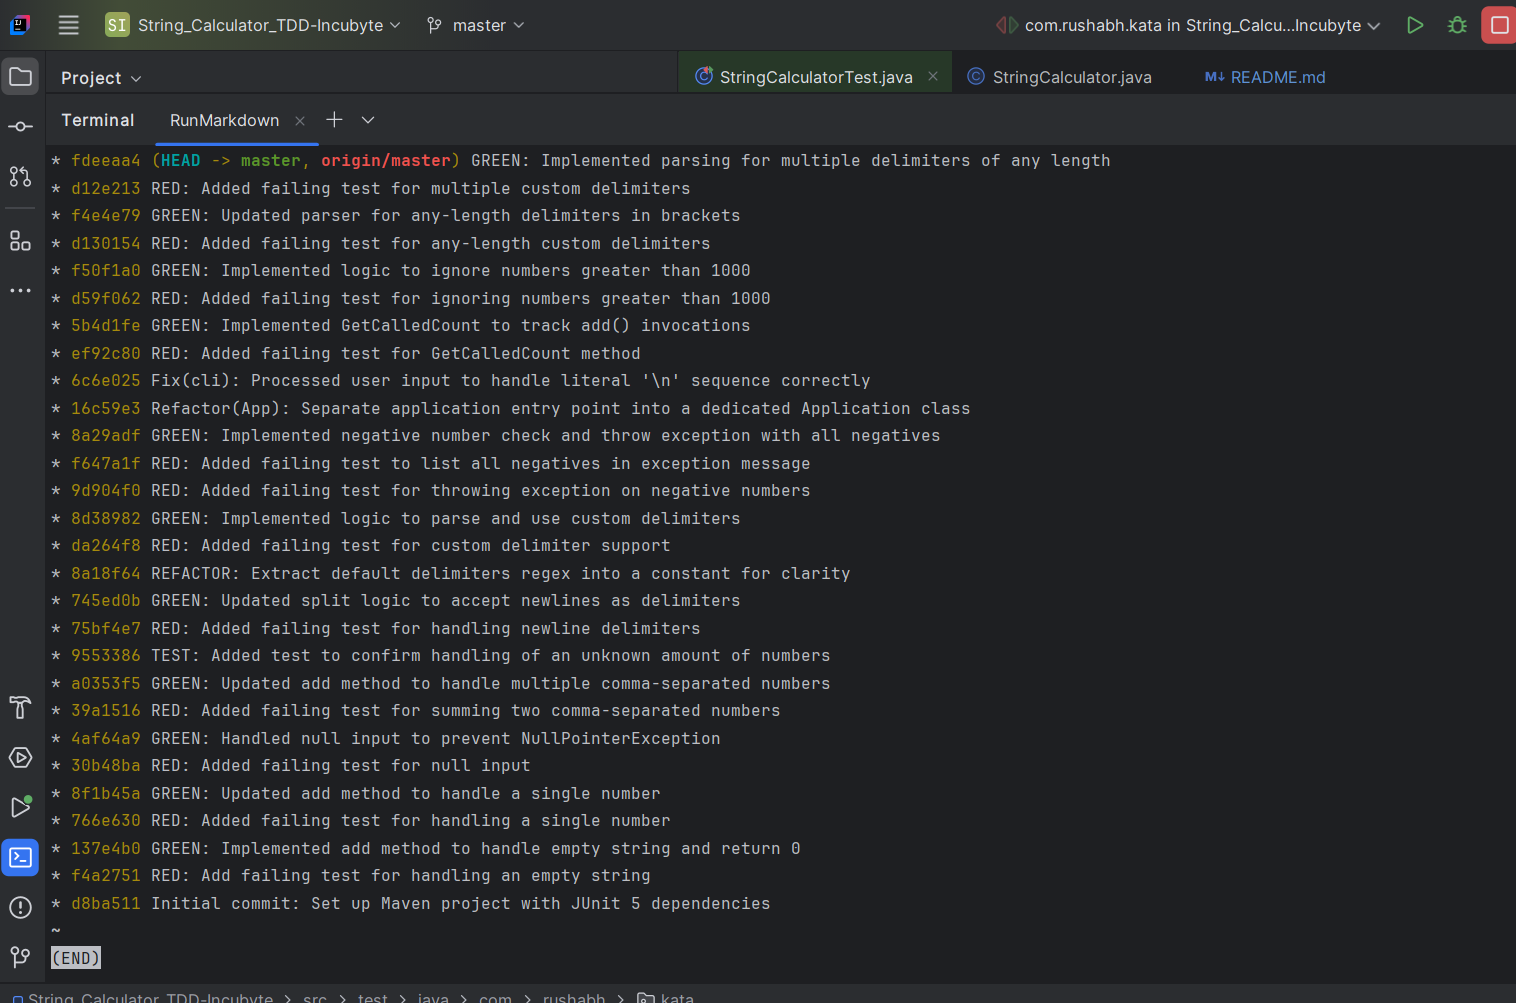 SI String_Calculator_TDD-Incubyte master com.rushabh.kata in String_Calcu...Incubyte
Project StringCalculatorTest.java StringCalculator.java M↓ README.md
Terminal RunMarkdown
* fdeeaa4 (HEAD -> master, origin/master) GREEN: Implemented parsing for multiple delimiters of any length
* d12e213 RED: Added failing test for multiple custom delimiters
* f4e4e79 GREEN: Updated parser for any-length delimiters in brackets
* d130154 RED: Added failing test for any-length custom delimiters
* f50f1a0 GREEN: Implemented logic to ignore numbers greater than 1000
* d59f062 RED: Added failing test for ignoring numbers greater than 1000
* 5b4d1fe GREEN: Implemented GetCalledCount to track add() invocations
* ef92c80 RED: Added failing test for GetCalledCount method
* 6c6e025 Fix(cli): Processed user input to handle literal '\n' sequence correctly
* 16c59e3 Refactor(App): Separate application entry point into a dedicated Application class
* 8a29adf GREEN: Implemented negative number check and throw exception with all negatives
* f647a1f RED: Added failing test to list all negatives in exception message
* 9d904f0 RED: Added failing test for throwing exception on negative numbers
* 8d38982 GREEN: Implemented logic to parse and use custom delimiters
* da264f8 RED: Added failing test for custom delimiter support
* 8a18f64 REFACTOR: Extract default delimiters regex into a constant for clarity
* 745ed0b GREEN: Updated split logic to accept newlines as delimiters
* 75bf4e7 RED: Added failing test for handling newline delimiters
* 9553386 TEST: Added test to confirm handling of an unknown amount of numbers
* a0353f5 GREEN: Updated add method to handle multiple comma-separated numbers
* 39a1516 RED: Added failing test for summing two comma-separated numbers
* 4af64a9 GREEN: Handled null input to prevent NullPointerException
* 30b48ba RED: Added failing test for null input
* 8f1b45a GREEN: Updated add method to handle a single number
* 766e630 RED: Added failing test for handling a single number
* 137e4b0 GREEN: Implemented add method to handle empty string and return 0
* f4a2751 RED: Add failing test for handling an empty string
* d8ba511 Initial commit: Set up Maven project with JUnit 5 dependencies
~
(END)
String_Calculator_TDD-Incubyte > src > test > java > com > rushabh > kata